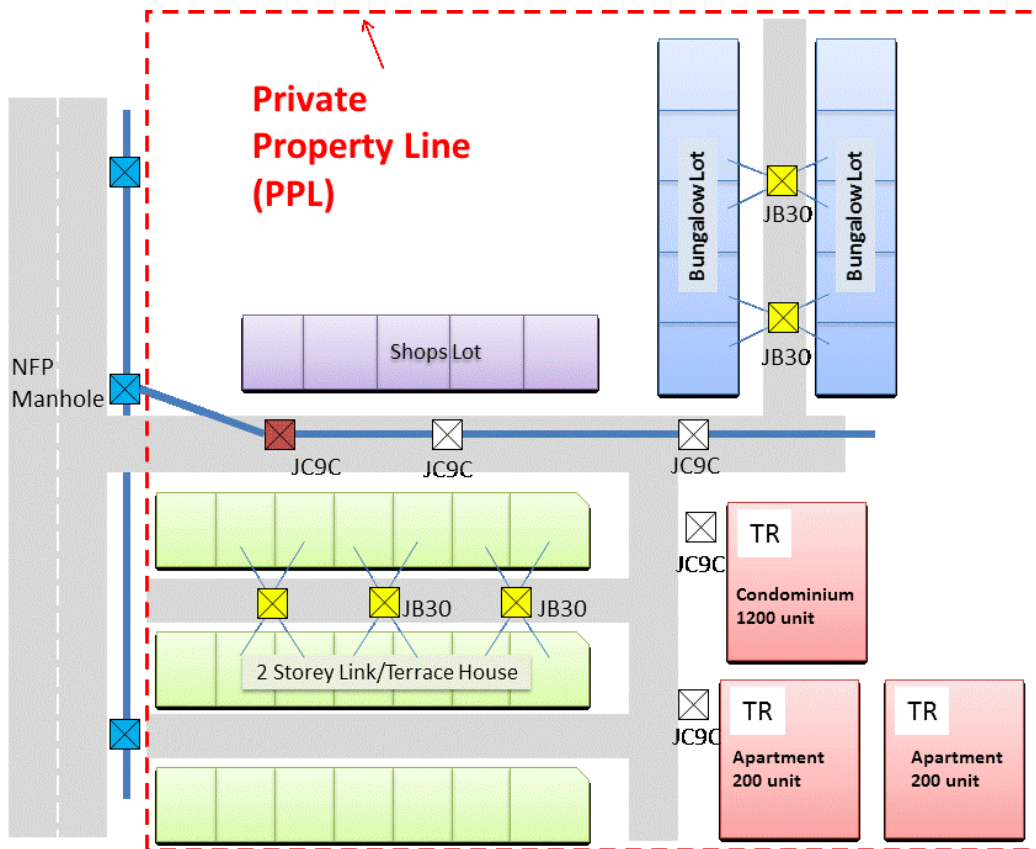 Private
Property Line
(PPL)
Bungalow Lot
Bungalow Lot
JB30
JB30
Shops Lot
NFP
Manhole
JC9C
JC9C
JC9C
TR
JC9C
Condominium
1200 unit
JB30
JB30
2 Storey Link/Terrace House
TR
TR
JC9C
Apartment
200 unit
Apartment
200 unit